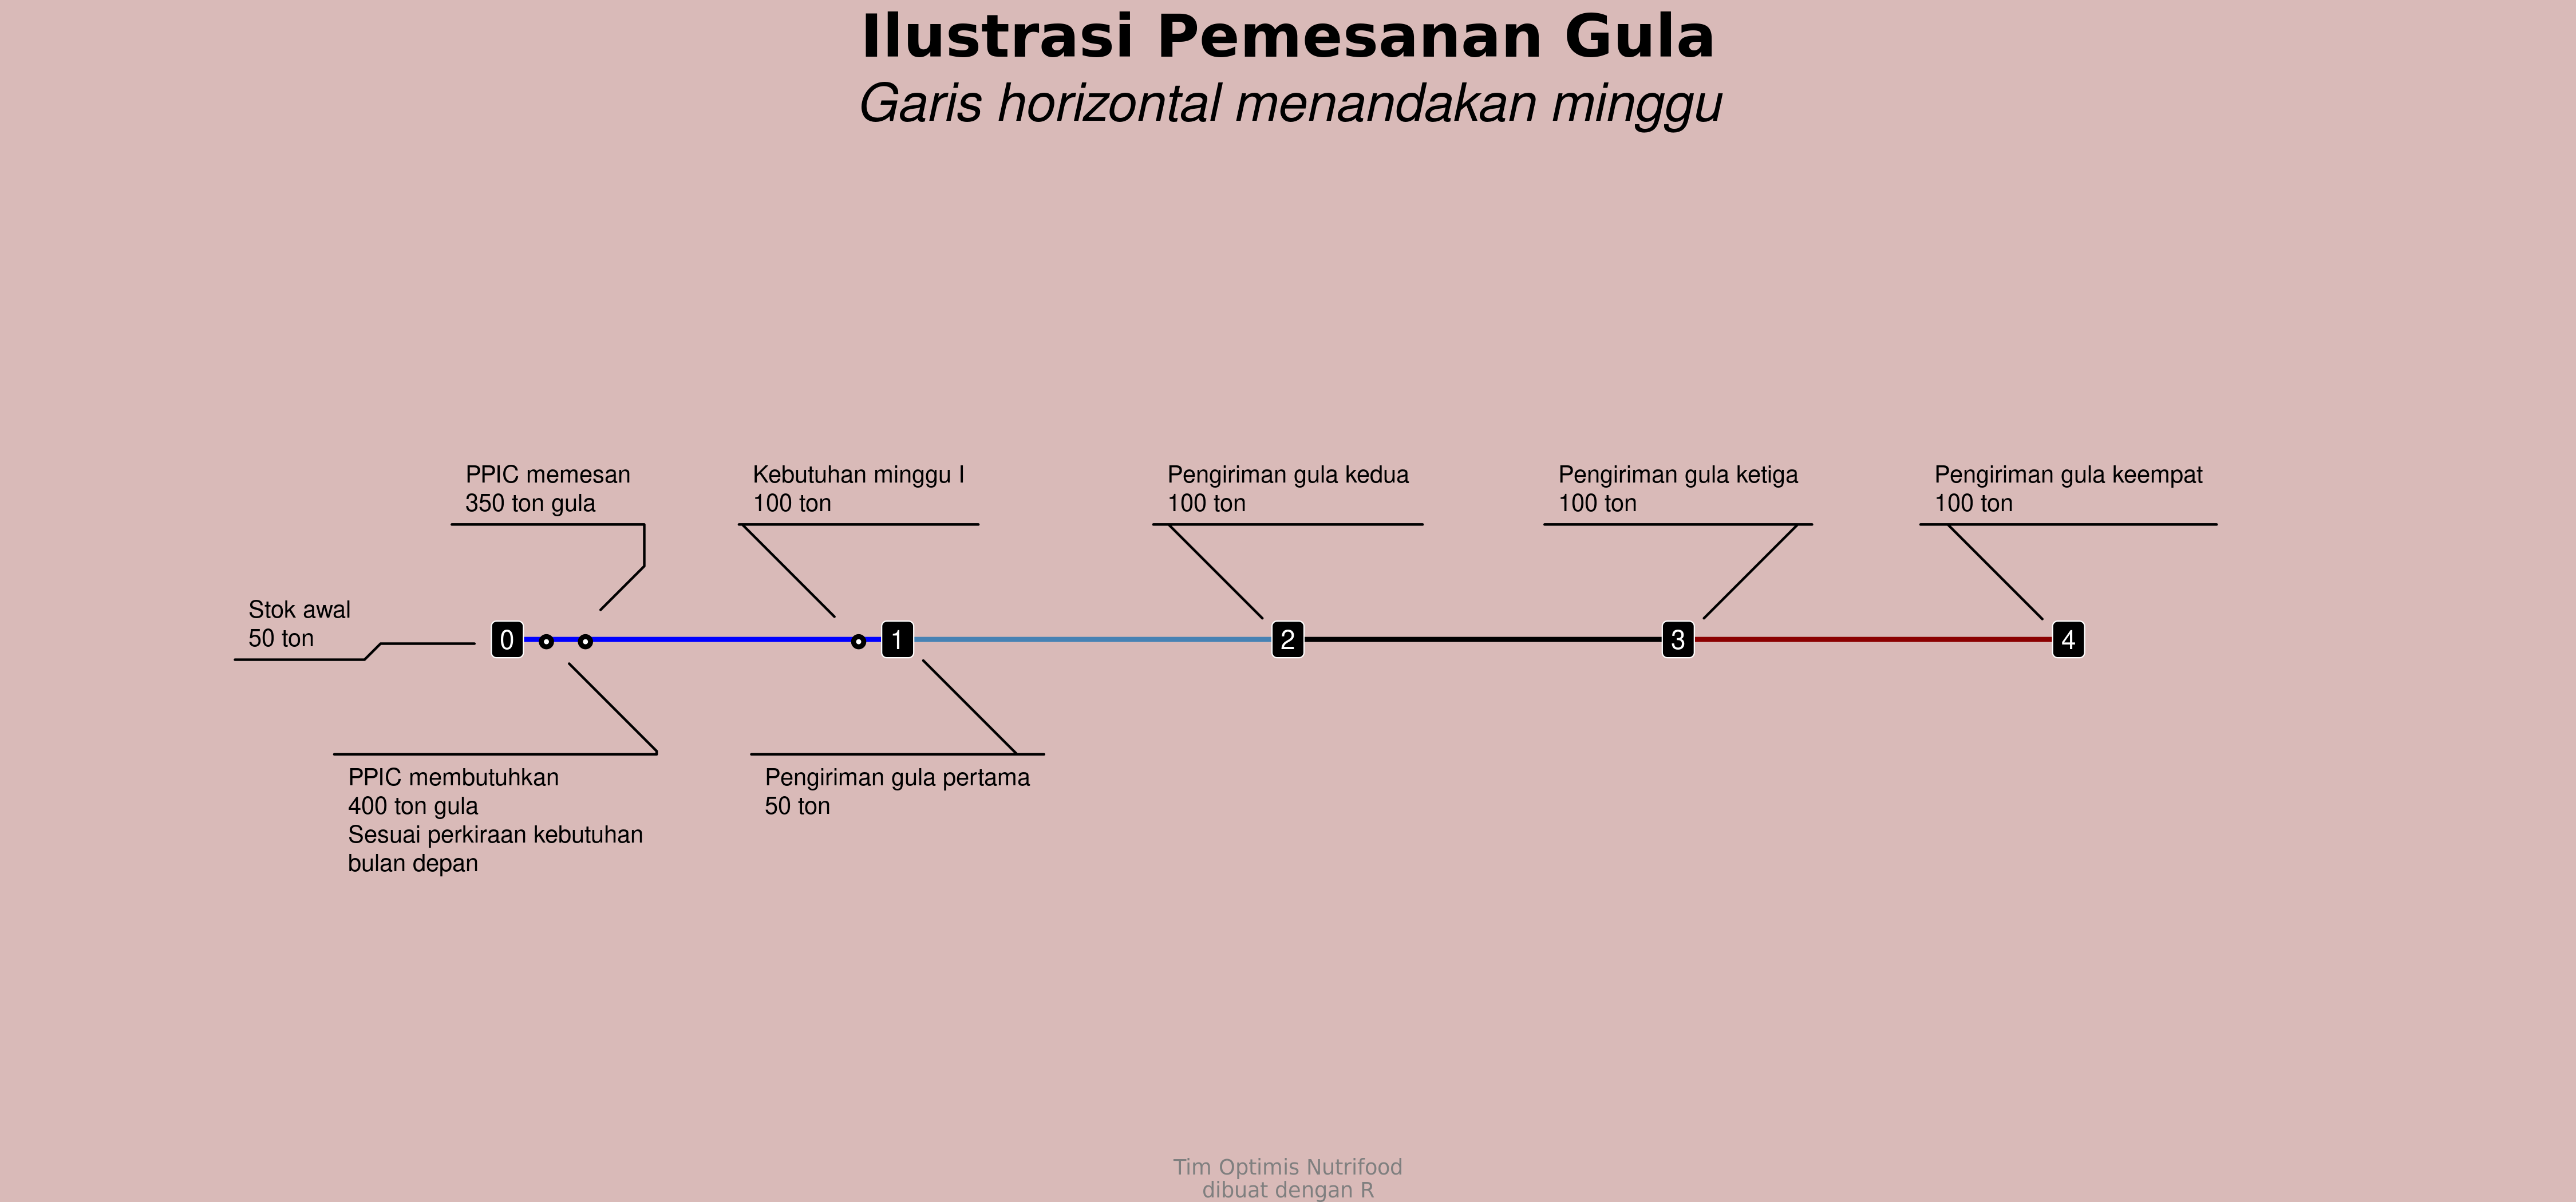 Ilustrasi Pemesanan Gula
Garis horizontal menandakan minggu
PPIC memesan
350 ton gula
Kebutuhan minggu I
100 ton
Pengiriman gula kedua
100 ton
Pengiriman gula ketiga
100 ton
Pengiriman gula keempat
100 ton
Stok awal
50 ton
0
1
2
3
4
PPIC membutuhkan
400 ton gula
Sesuai perkiraan kebutuhan
bulan depan
Pengiriman gula pertama
50 ton
Tim Optimis Nutrifood
dibuat dengan R